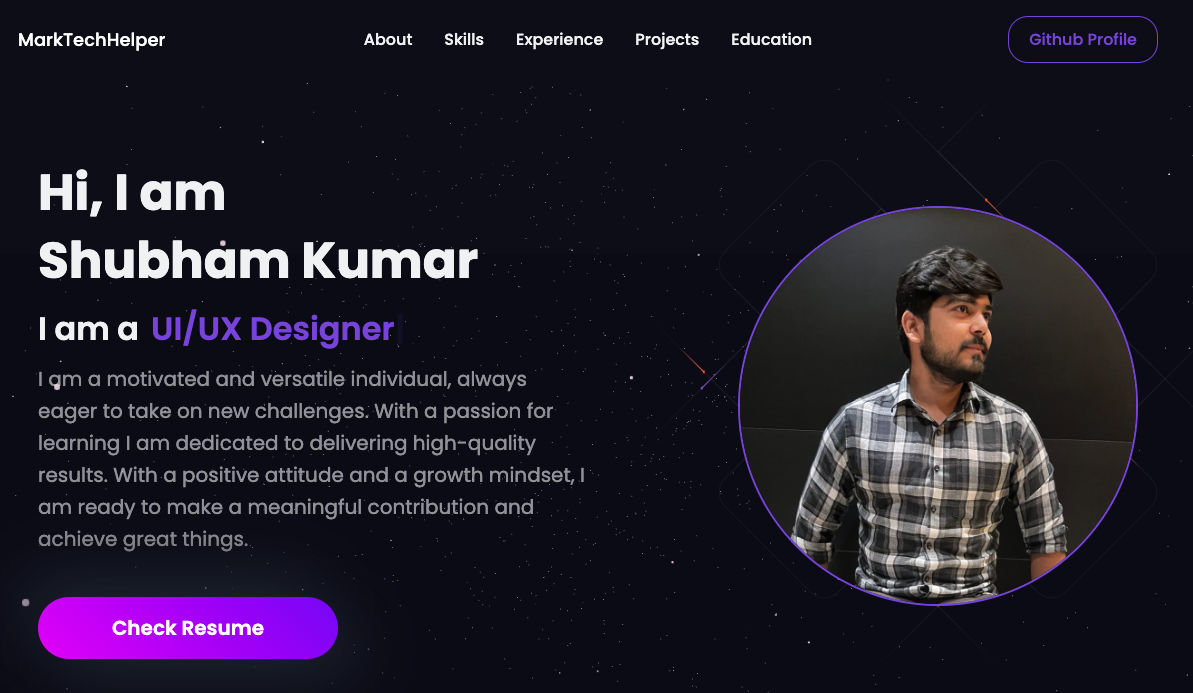 MarkTechHelper
About Skills Experience Projects Education
Github Profile
Hi, I am
Shubham Kumar
I am a UI/UX Designer
I am a motivated and versatile individual, always
eager to take on new challenges. With a passion for
learning I am dedicated to delivering high-quality
results. With a positive attitude and a growth mindset, I
am ready to make a meaningful contribution and
achieve great things.
Check Resume